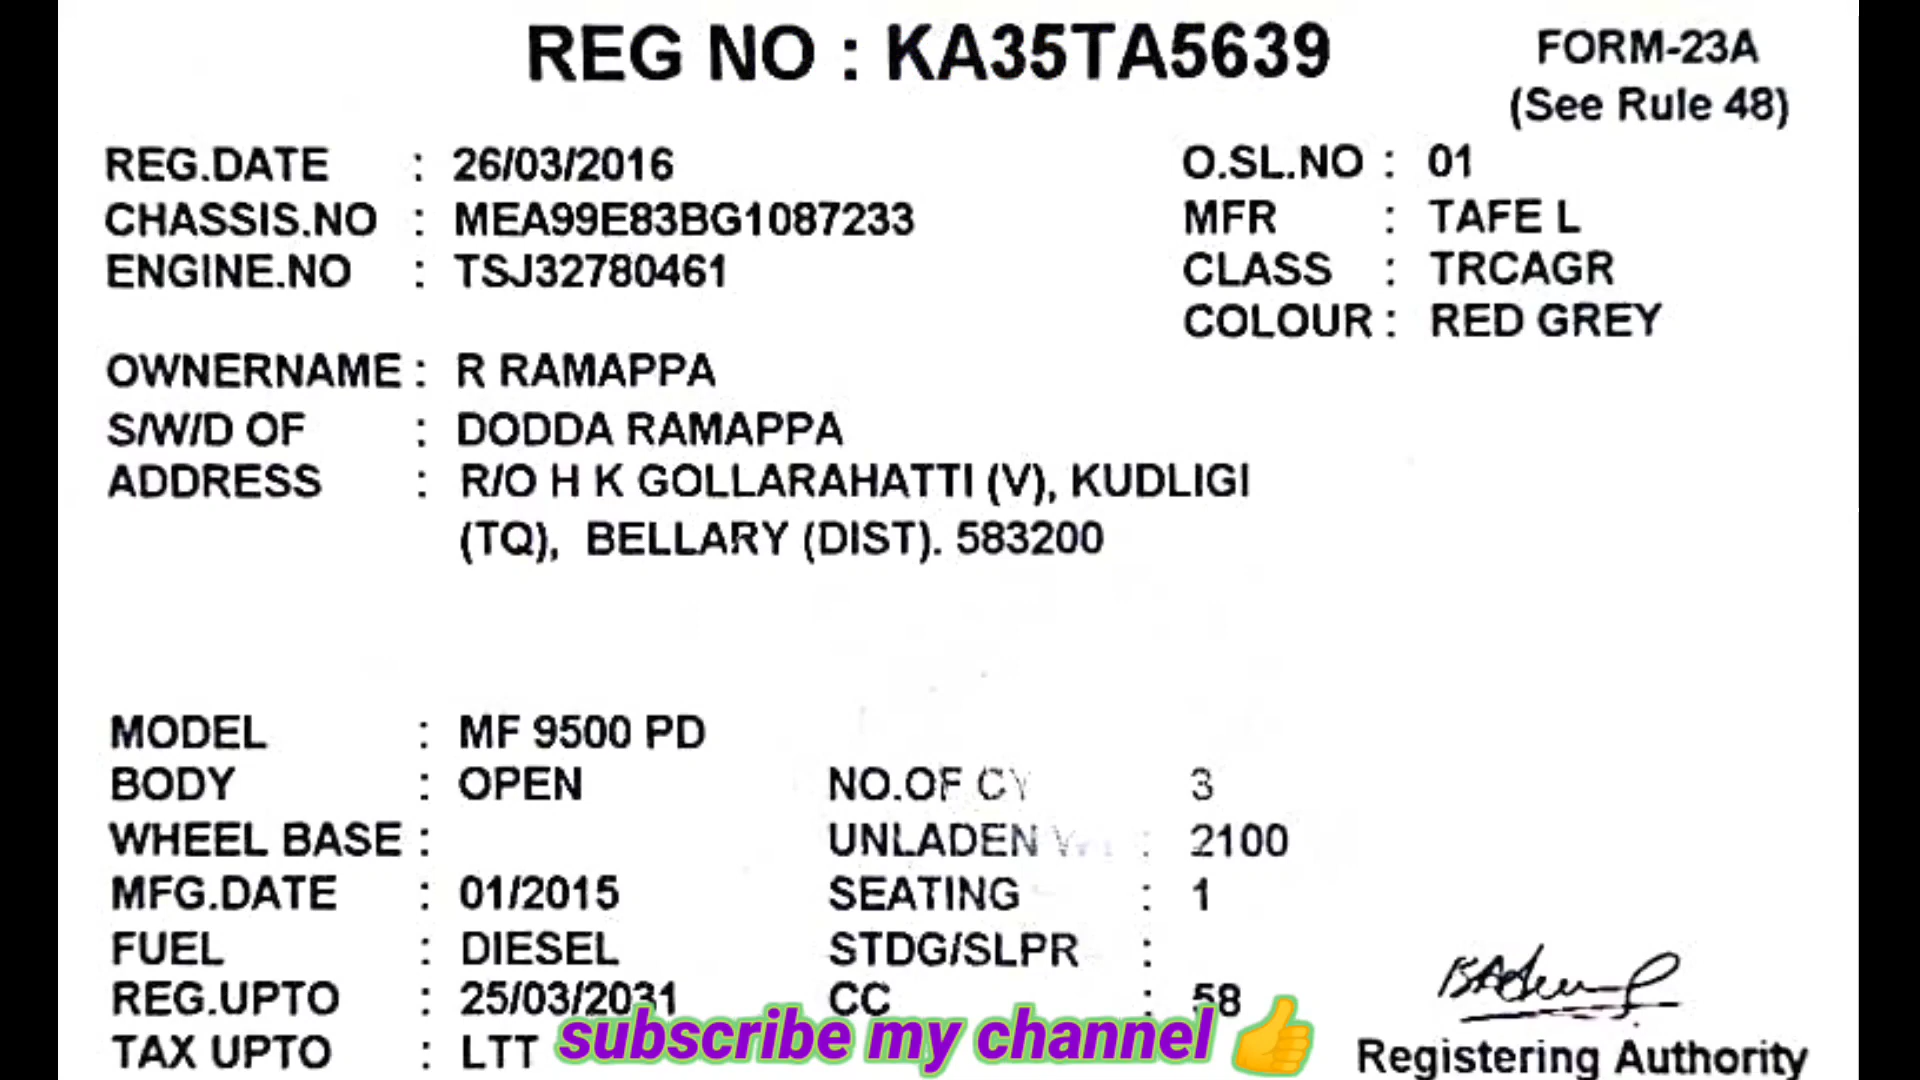 REG NO : KA35TA5639
FORM-23A
(See Rule 48)
REG.DATE : 26/03/2016
O.SL.NO : 01
CHASSIS.NO : MEA99E83BG1087233
MFR : TAFE L
ENGINE.NO : TSJ32780461
CLASS : TRCAGR
COLOUR : RED GREY
OWNERNAME : R RAMAPPA
S/W/D OF : DODDA RAMAPPA
ADDRESS : R/O H K GOLLARAHATTI (V), KUDLIGI
(TQ), BELLARY (DIST). 583200
MODEL : MF 9500 PD
BODY : OPEN
NO.OF CY 3
WHEEL BASE :
UNLADEN : 2100
MFG.DATE : 01/2015
SEATING : 1
FUEL : DIESEL
STDG/SLPR :
REG.UPTO : 25/03/2031
CC : 58
TAX UPTO : LTT
subscribe my channel 👍
Registering Authority